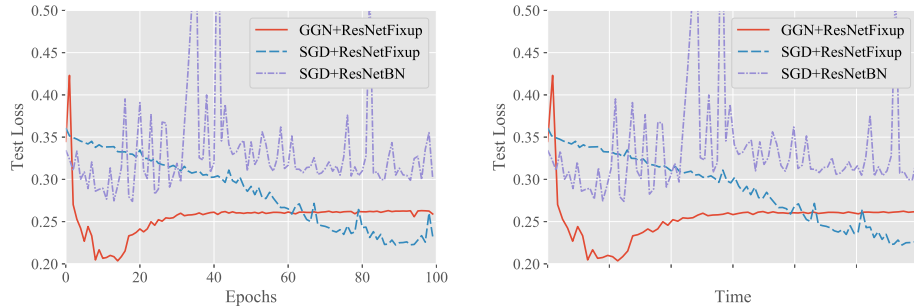 0.50
0.45
0.40
0.35
0.30
0.25
0.20
Test Loss
0 20 40 60 80 100
Epochs
GGN+ResNetFixup
SGD+ResNetFixup
SGD+ResNetBN
0.50
0.45
0.40
0.35
0.30
0.25
0.20
Test Loss
Time
GGN+ResNetFixup
SGD+ResNetFixup
SGD+ResNetBN